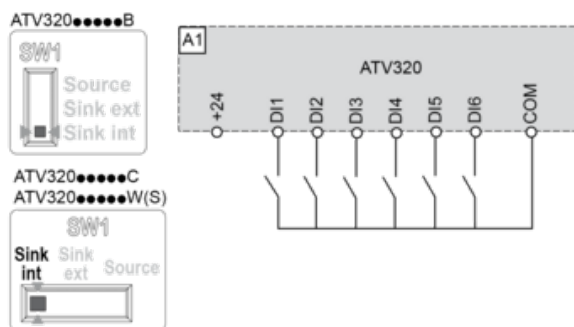 ATV320●●●●●B
SW1
Source
Sink ext
Sink int
ATV320●●●●●C
ATV320●●●●●W(S)
SW1
Sink int
Sink ext
Source
A1
ATV320
+24
DI1
DI2
DI3
DI4
DI5
DI6
COM